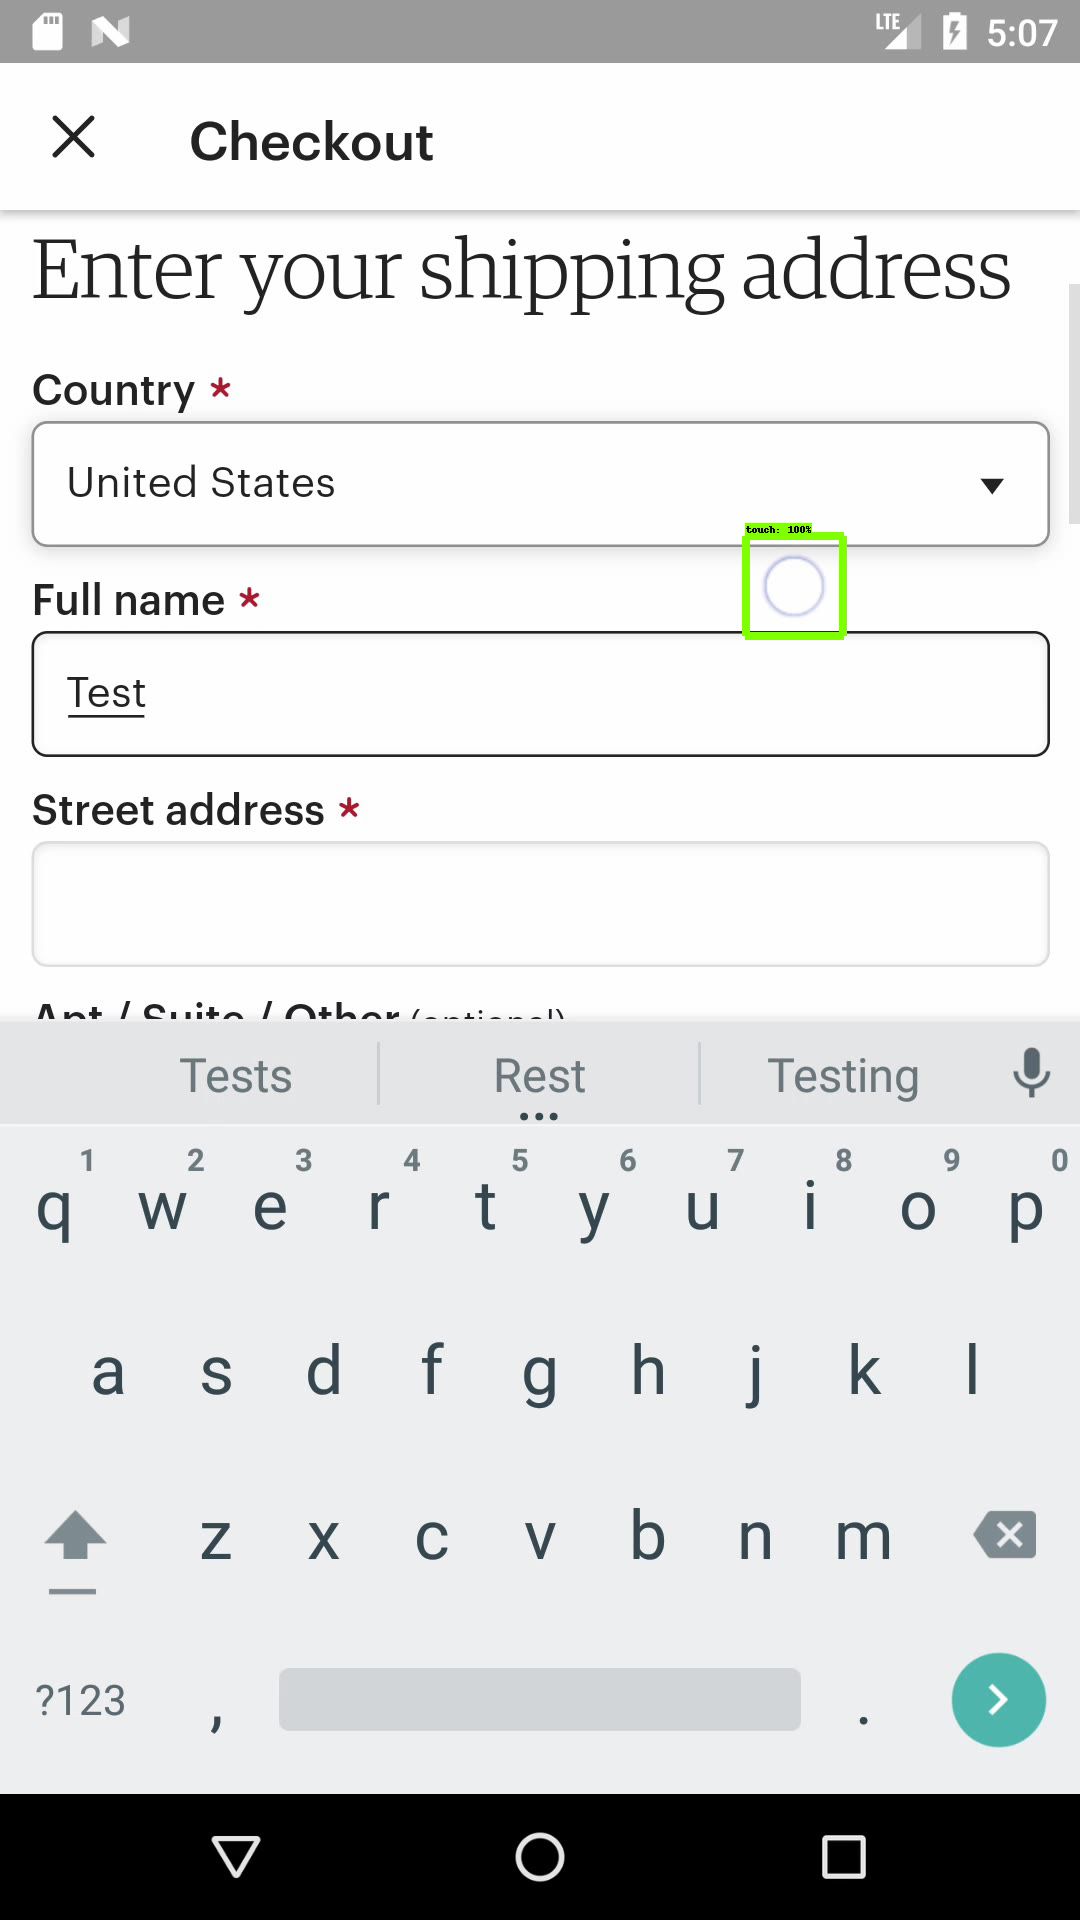 LTE 5:07
Checkout
Enter your shipping address
Country *
United States
touch: 100%
Full name *
Test
Street address *
Apt / Suite / Other (optional)
Tests Rest Testing
1 2 3 4 5 6 7 8 9 0
q w e r t y u i o p
a s d f g h j k l
z x c v b n m
?123 , .